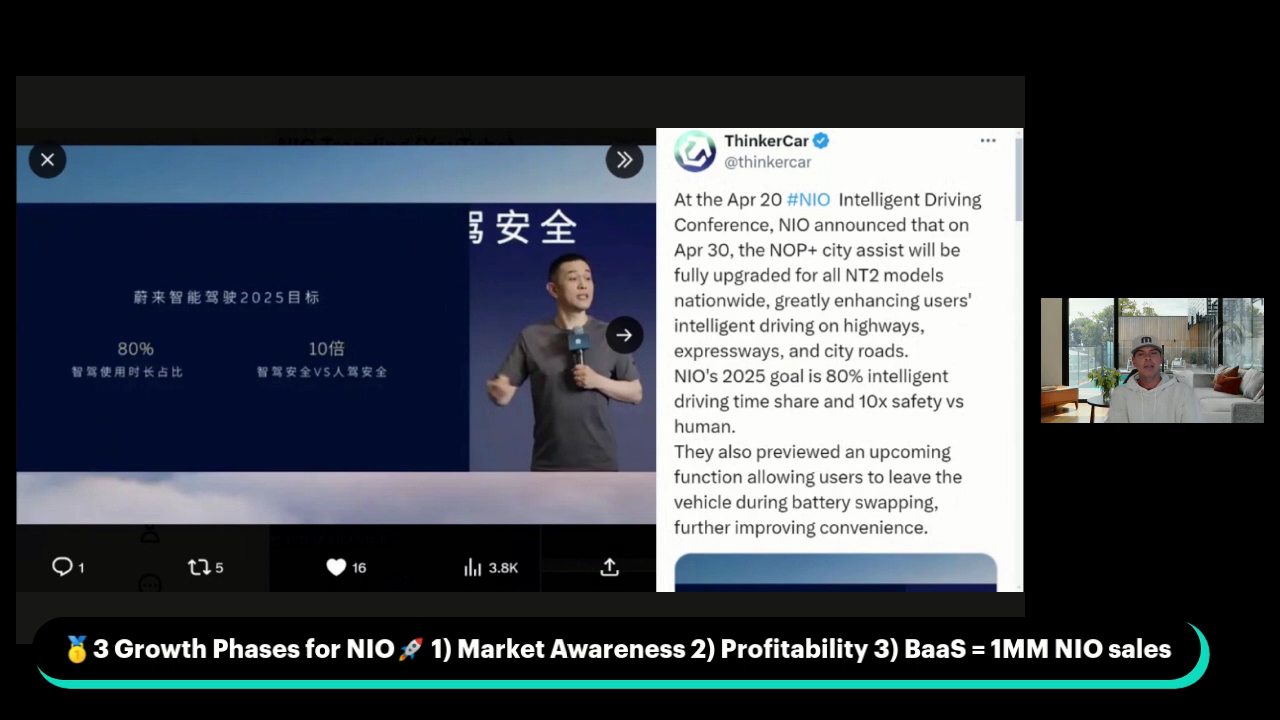 驾安全
蔚来智能驾驶2025目标
80%
10倍
智驾使用时长占比
智驾安全VS人驾安全
1
5
16
3.8K
ThinkerCar
@thinkercar
At the Apr 20 #NIO Intelligent Driving
Conference, NIO announced that on
Apr 30, the NOP+ city assist will be
fully upgraded for all NT2 models
nationwide, greatly enhancing users'
intelligent driving on highways,
expressways, and city roads.
NIO's 2025 goal is 80% intelligent
driving time share and 10x safety vs
human.
They also previewed an upcoming
function allowing users to leave the
vehicle during battery swapping,
further improving convenience.
🥇3 Growth Phases for NIO🚀 1) Market Awareness 2) Profitability 3) BaaS = 1MM NIO sales